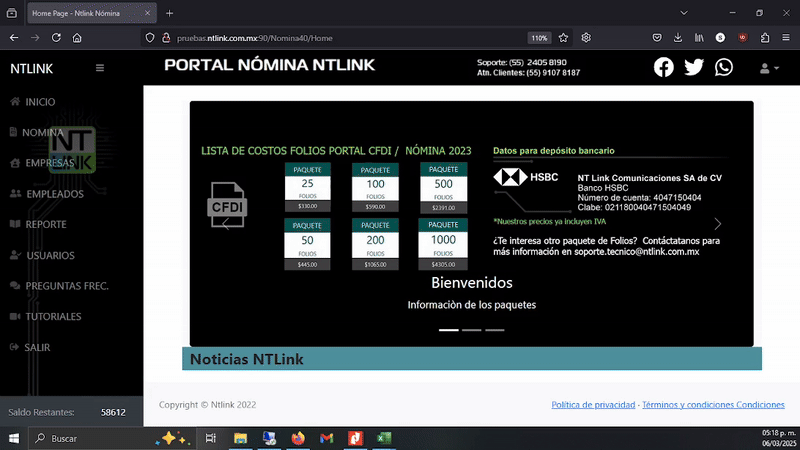 Home Page - Ntlink Nómina
pruebas.ntlink.com.mx:90/Nomina40/Home
110%
NTLINK
PORTAL NÓMINA NTLINK
Soporte: (55) 2405 8190
Atn. Clientes: (55) 9107 8187
INICIO
NOMINA
EMPRESAS
EMPLEADOS
REPORTE
USUARIOS
PREGUNTAS FREC.
TUTORIALES
SALIR
NT
LINK
Saldo Restantes: 58612
LISTA DE COSTOS FOLIOS PORTAL CFDI / NÓMINA 2023
CFDI
PAQUETE
25
FOLIOS
$330.00
PAQUETE
100
FOLIOS
$590.00
PAQUETE
500
FOLIOS
$2391.00
PAQUETE
50
FOLIOS
$445.00
PAQUETE
200
FOLIOS
$1065.00
PAQUETE
1000
FOLIOS
$4305.00
Datos para depósito bancario
HSBC
NT Link Comunicaciones SA de CV
Banco HSBC
Número de cuenta: 4047150404
Clabe: 021180040471504049
*Nuestros precios ya incluyen IVA
¿Te interesa otro paquete de Folios? Contáctatanos para
más información en soporte.tecnico@ntlink.com.mx
Bienvenidos
Informaciòn de los paquetes
Noticias NTLink
Copyright © Ntlink 2022
Política de privacidad · Términos y condiciones Condiciones
Buscar
05:18 p. m.
06/03/2025